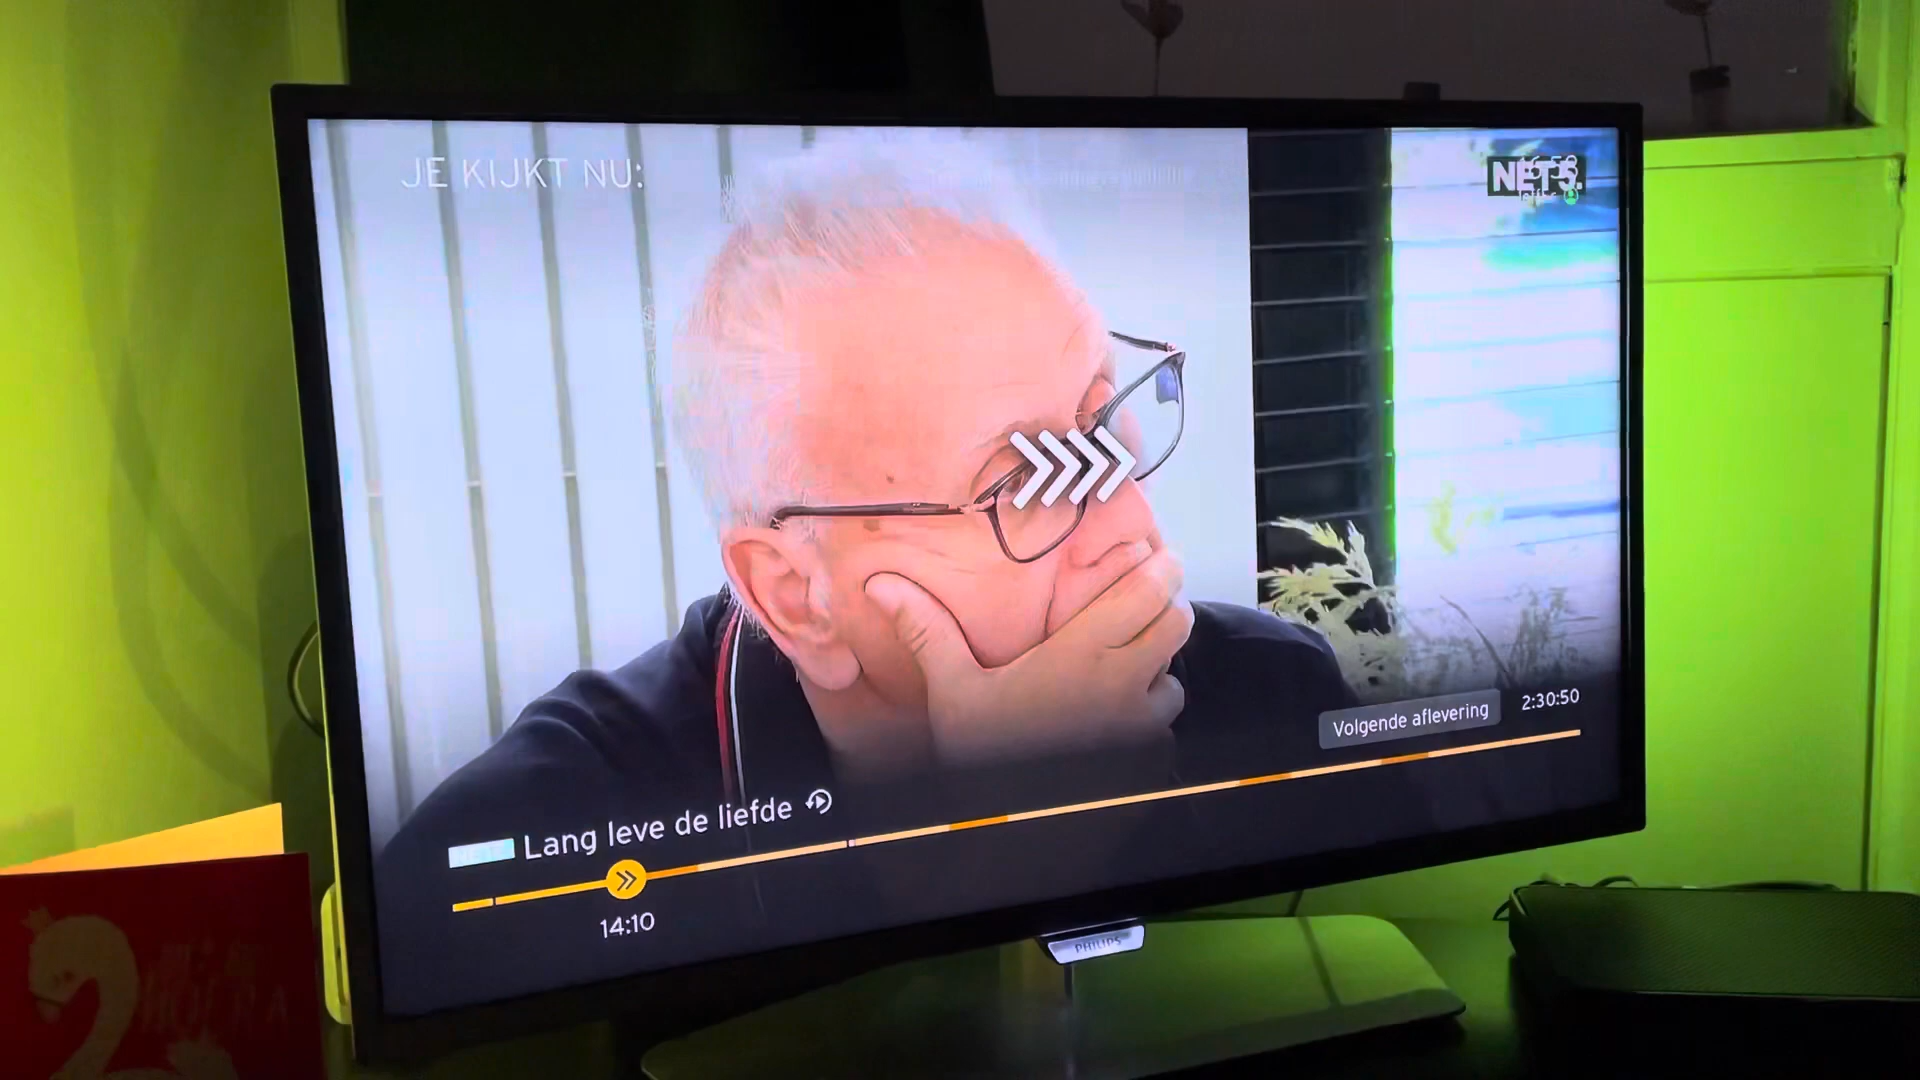 JE KIJKT NU:
NET5.
Volgende aflevering
2:30:50
Lang leve de liefde
14:10
PHILIPS